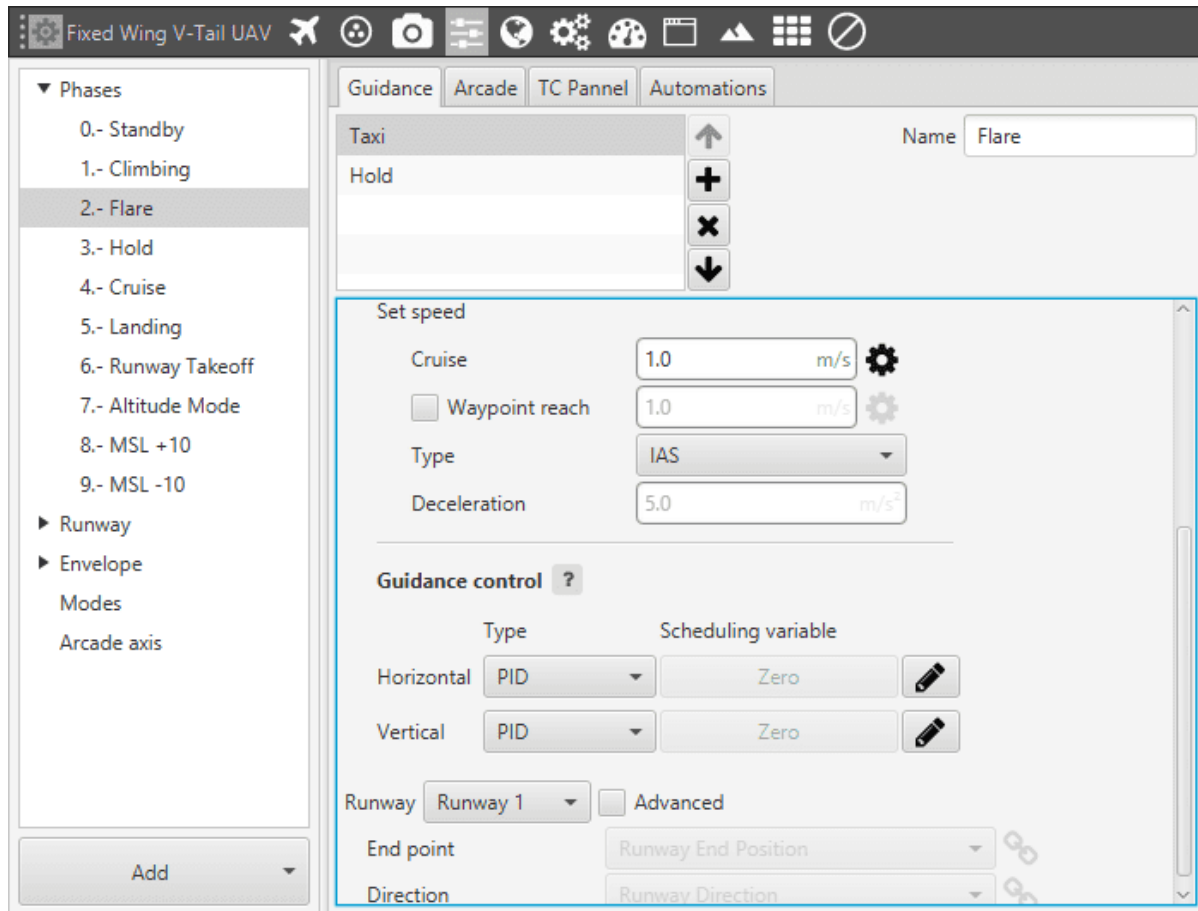 Fixed Wing V-Tail UAV
Phases
0.- Standby
1.- Climbing
2.- Flare
3.- Hold
4.- Cruise
5.- Landing
6.- Runway Takeoff
7.- Altitude Mode
8.- MSL +10
9.- MSL -10
Runway
Envelope
Modes
Arcade axis
Add
Guidance Arcade TC Pannel Automations
Taxi
Hold
Name Flare
Set speed
Cruise 1.0 m/s
Waypoint reach 1.0 m/s
Type IAS
Deceleration 5.0 m/s²
Guidance control ?
Type Scheduling variable
Horizontal PID Zero
Vertical PID Zero
Runway Runway 1 Advanced
End point Runway End Position
Direction Runway Direction